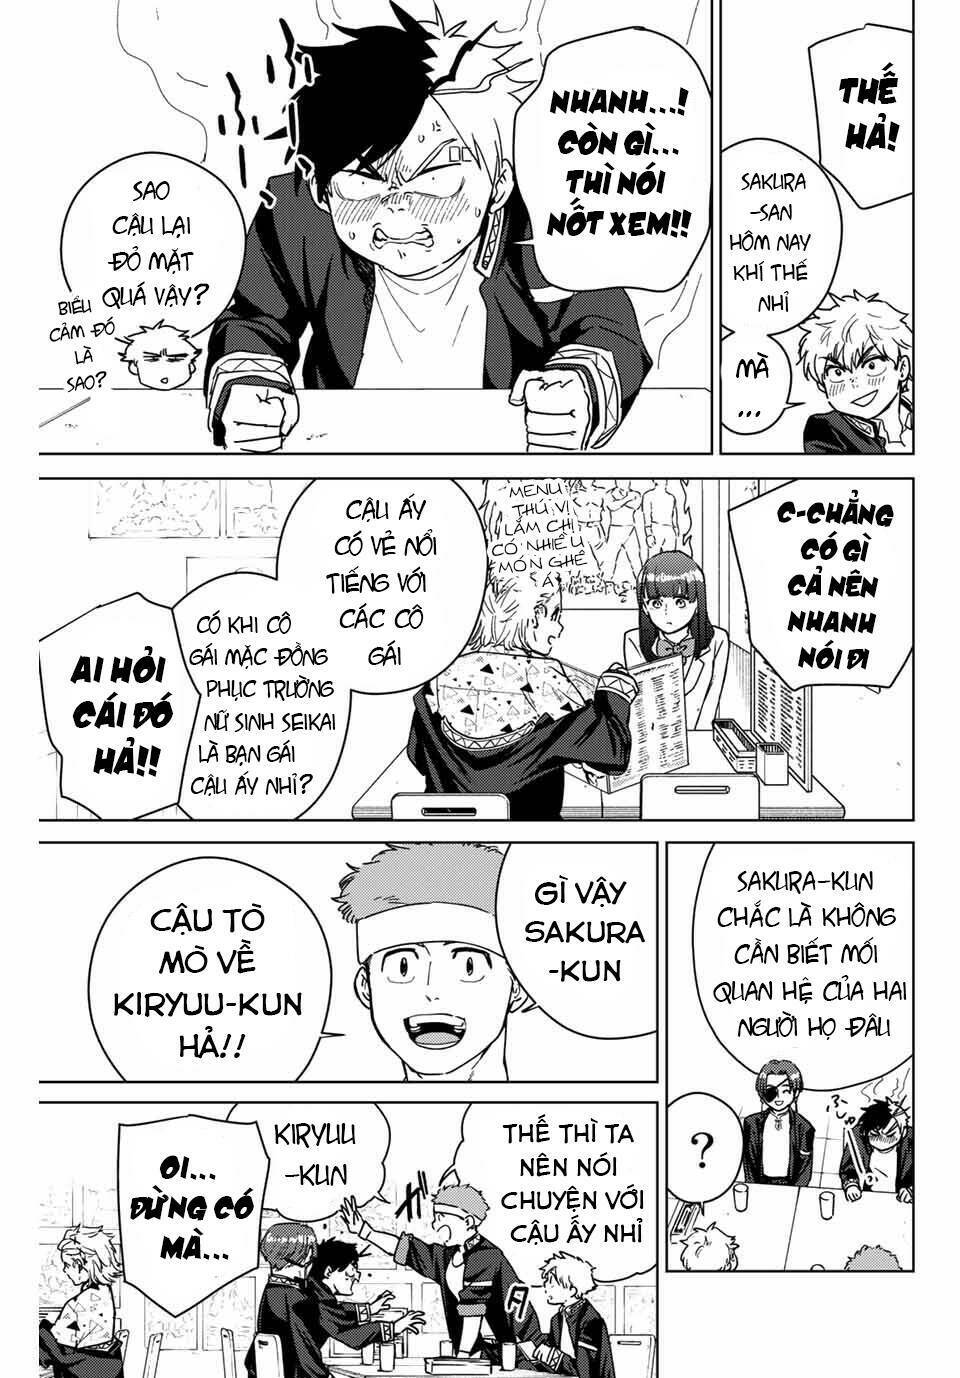 THẾ
HẢ!
SAKURA
-SAN
HÔM NAY
KHÍ THẾ
NHỈ
MÀ
...
NHANH...!
CÒN GÌ...
THÌ NÓI
NỐT XEM!!
SAO
CẬU LẠI
ĐỎ MẶT
QUÁ VẬY?
BIỂU
CẢM ĐÓ
LÀ
SAO?
C-CHẲNG
CÓ GÌ
CẢ NÊN
NHANH
NÓI ĐI
MENU
THÚ VỊ
LẮM CHỊ
CÓ NHIỀU
MÓN GHÊ
Á
CẬU ẤY
CÓ VẺ NỔI
TIẾNG VỚI
CÁC CÔ
GÁI
CÓ KHI CÔ
GÁI MẶC ĐỒNG
PHỤC TRƯỜNG
NỮ SINH SEIKAI
LÀ BẠN GÁI
CẬU ẤY NHỈ?
AI HỎI
CÁI ĐÓ
HẢ!!
SAKURA-KUN
CHẮC LÀ KHÔNG
CẦN BIẾT MỐI
QUAN HỆ CỦA HAI
NGƯỜI HỌ ĐÂU
?
GÌ VẬY
SAKURA
-KUN
CẬU TÒ
MÒ VỀ
KIRYUU-KUN
HẢ!!
THẾ THÌ TA
NÊN NÓI
CHUYỆN VỚI
CẬU ẤY NHỈ
KIRYUU
-KUN
OI...
ĐỪNG CÓ
MÀ...